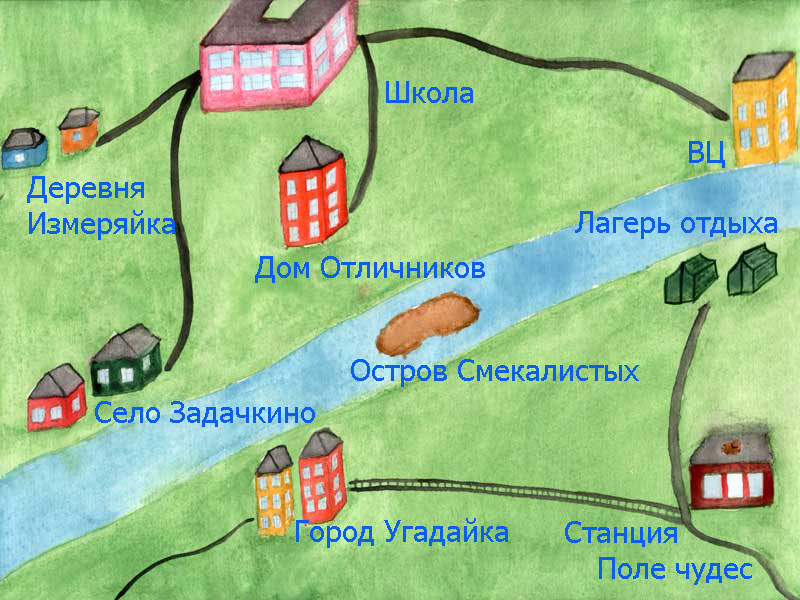 Школа
ВЦ
Деревня
Измеряйка
Лагерь отдыха
Дом Отличников
Остров Смекалистых
Село Задачкино
Город Угадайка
Станция
Поле чудес